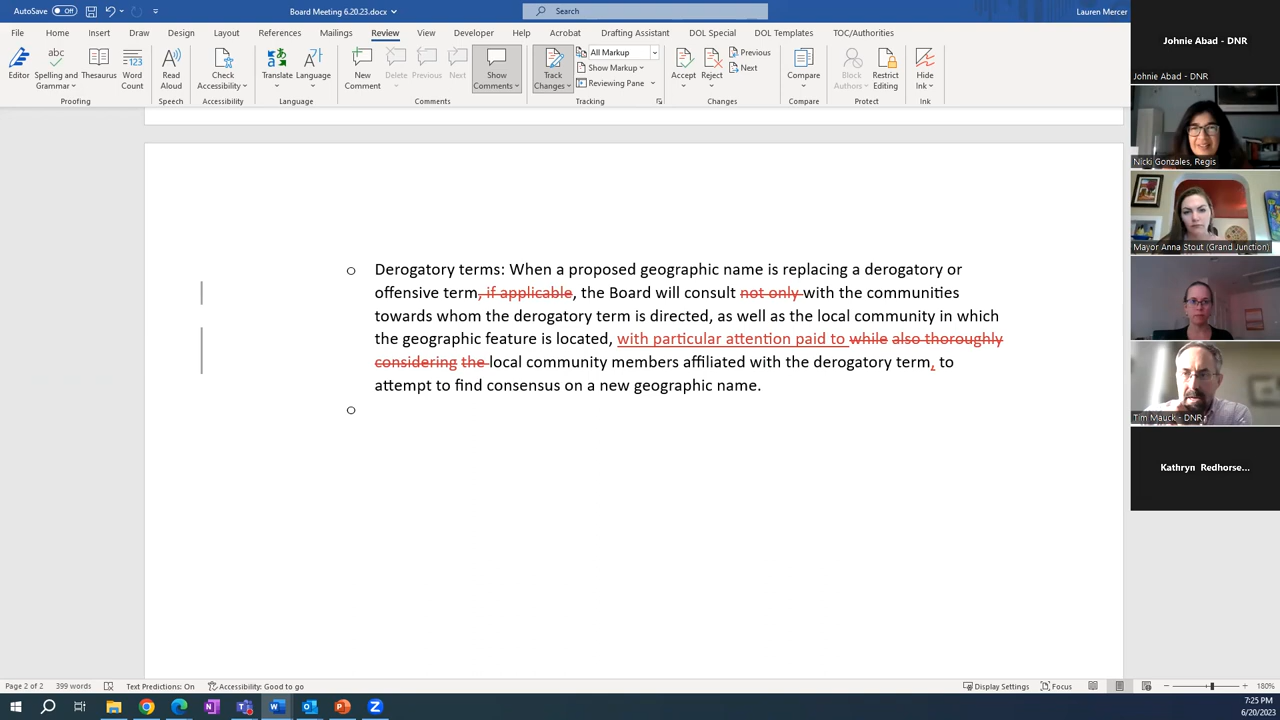 AutoSave Off
Board Meeting 6.20.23.docx
Search
Lauren Mercer
File Home Insert Draw Design Layout References Mailings Review View Developer Help Acrobat Drafting Assistant DOL Special DOL Templates TOC/Authorities
Editor
Spelling and Grammar
Thesaurus
Word Count
Proofing
Read Aloud
Speech
Check Accessibility
Accessibility
Translate
Language
Language
New Comment
Delete
Previous
Next
Show Comments
Comments
Track Changes
All Markup
Show Markup
Reviewing Pane
Tracking
Accept
Reject
Previous
Next
Changes
Compare
Compare
Block Authors
Restrict Editing
Protect
Hide Ink
Ink
Derogatory terms: When a proposed geographic name is replacing a derogatory or
offensive term, if applicable, the Board will consult not only with the communities
towards whom the derogatory term is directed, as well as the local community in which
the geographic feature is located, with particular attention paid to while also thoroughly
considering the local community members affiliated with the derogatory term, to
attempt to find consensus on a new geographic name.
Johnie Abad - DNR
Johnie Abad - DNR
Nicki Gonzales, Regis
Mayor Anna Stout (Grand Junction)
Tim Mauck - DNR
Kathryn Redhorse...
Page 2 of 2 399 words Text Predictions: On Accessibility: Good to go
Display Settings Focus 180%
7:25 PM
6/20/2023